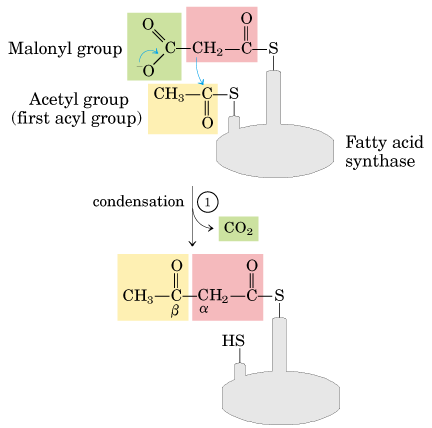 O O
Malonyl group C—CH₂—C—S
⁻O
Acetyl group CH₃—C—S
(first acyl group) O
Fatty acid
synthase
condensation 1
CO₂
O O
CH₃—C—CH₂—C—S
β α
HS